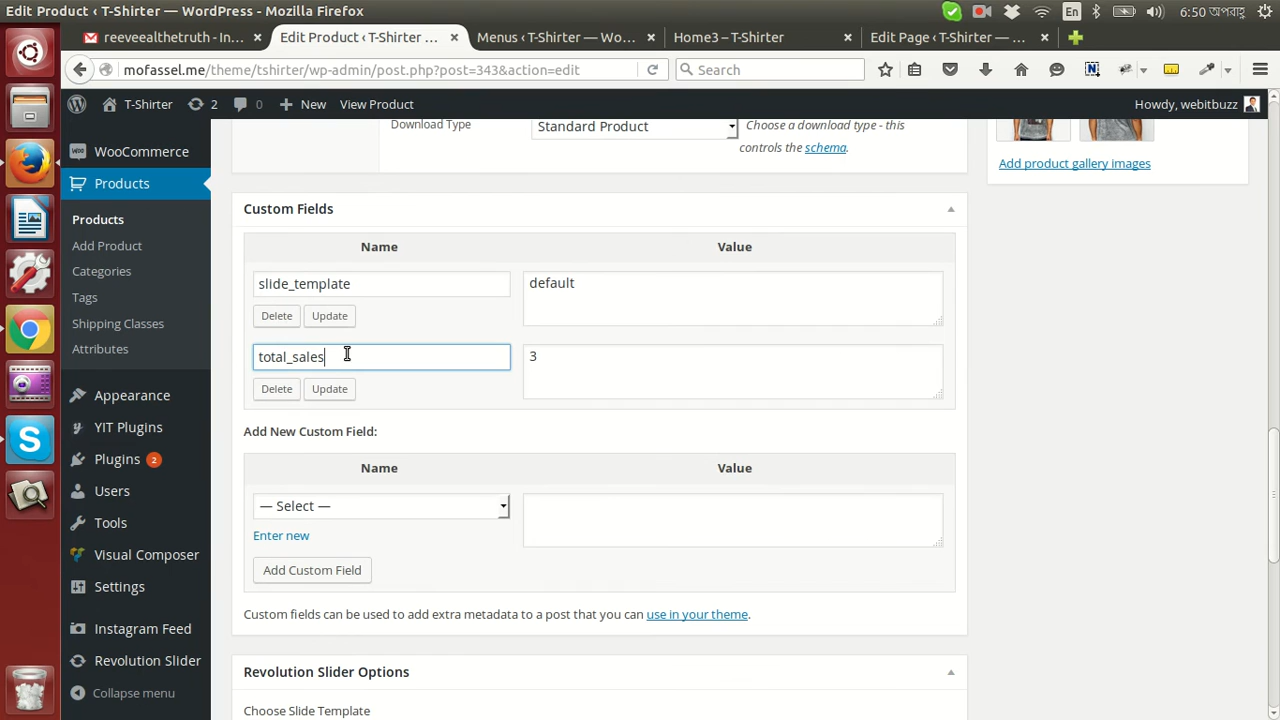 Edit Product ‹ T-Shirter — WordPress - Mozilla Firefox
En
6:50 অপরাহ্ণ
reeveealthetruth - In...
Edit Product ‹ T-Shirter ...
Menus ‹ T-Shirter — Wo...
Home3 – T-Shirter
Edit Page ‹ T-Shirter — ...
mofassel.me/theme/tshirter/wp-admin/post.php?post=343&action=edit
Search
T-Shirter
2
0
New
View Product
Howdy, webitbuzz
WooCommerce
Products
Products
Add Product
Categories
Tags
Shipping Classes
Attributes
Appearance
YIT Plugins
Plugins 2
Users
Tools
Visual Composer
Settings
Instagram Feed
Revolution Slider
Collapse menu
Download Type
Standard Product
Choose a download type - this
controls the schema.
Add product gallery images
Custom Fields
Name
Value
slide_template
default
Delete
Update
total_sales
3
Delete
Update
Add New Custom Field:
Name
Value
— Select —
Enter new
Add Custom Field
Custom fields can be used to add extra metadata to a post that you can use in your theme.
Revolution Slider Options
Choose Slide Template